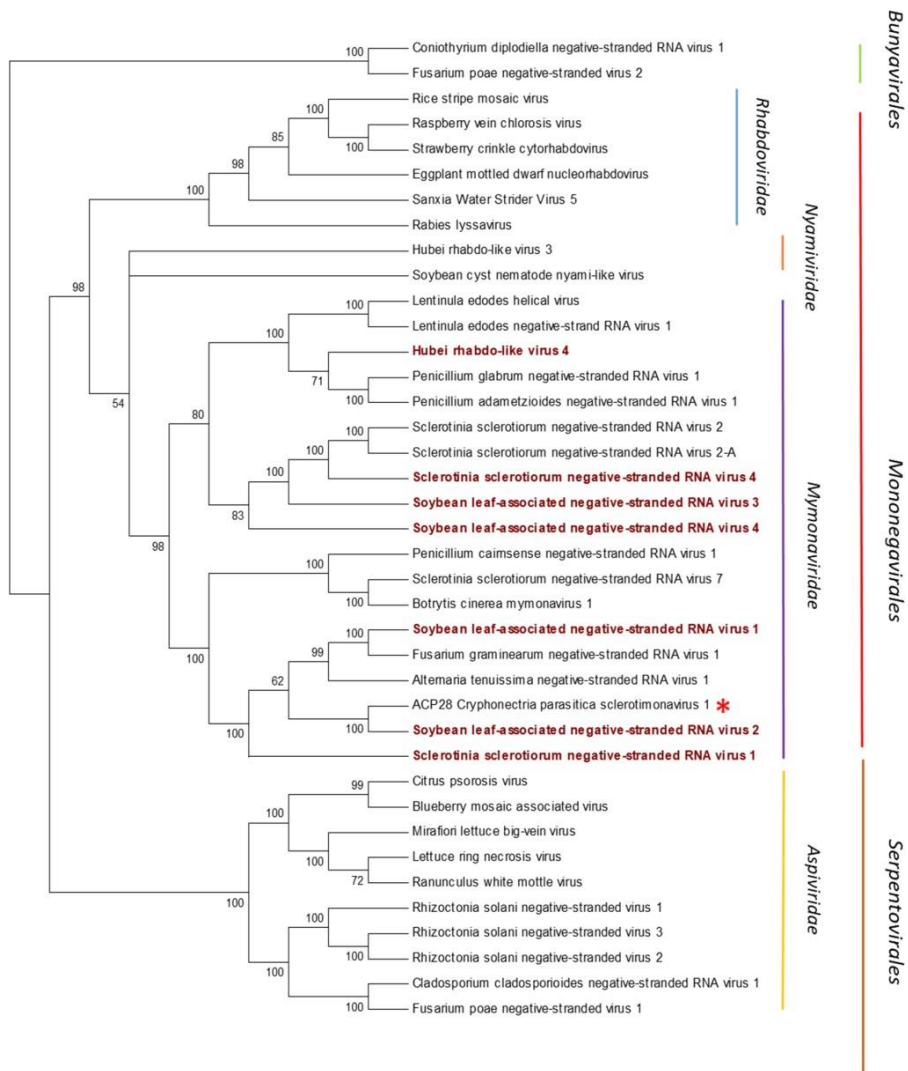 Coniothyrium diplodiella negative-stranded RNA virus 1
100
Fusarium poae negative-stranded virus 2
Bunyavirales
Rice stripe mosaic virus
100
Raspberry vein chlorosis virus
85
100
Strawberry crinkle cytorhabdovirus
98
Eggplant mottled dwarf nucleorhabdovirus
100
Sanxia Water Strider Virus 5
Rabies lyssavirus
Rhabdoviridae
98
Hubei rhabdo-like virus 3
Soybean cyst nematode nyami-like virus
Nyamiviridae
54
Lentinula edodes helical virus
100
100
Lentinula edodes negative-strand RNA virus 1
Hubei rhabdo-like virus 4
71
Penicillium glabrum negative-stranded RNA virus 1
100
Penicillium adametzioides negative-stranded RNA virus 1
80
Sclerotinia sclerotiorum negative-stranded RNA virus 2
100
100
Sclerotinia sclerotiorum negative-stranded RNA virus 2-A
100
Sclerotinia sclerotiorum negative-stranded RNA virus 4
Soybean leaf-associated negative-stranded RNA virus 3
83
Soybean leaf-associated negative-stranded RNA virus 4
98
Penicillium cairnsense negative-stranded RNA virus 1
100
Sclerotinia sclerotiorum negative-stranded RNA virus 7
100
Botrytis cinerea mymonavirus 1
100
Soybean leaf-associated negative-stranded RNA virus 1
100
99
Fusarium graminearum negative-stranded RNA virus 1
62
Alternaria tenuissima negative-stranded RNA virus 1
ACP28 Cryphonectria parasitica sclerotimonavirus 1 *
100
100
Soybean leaf-associated negative-stranded RNA virus 2
Sclerotinia sclerotiorum negative-stranded RNA virus 1
Mymonaviridae
Mononegavirales
Citrus psorosis virus
99
Blueberry mosaic associated virus
100
Mirafiori lettuce big-vein virus
100
Lettuce ring necrosis virus
72
Ranunculus white mottle virus
100
Rhizoctonia solani negative-stranded virus 1
100
Rhizoctonia solani negative-stranded virus 3
100
Rhizoctonia solani negative-stranded virus 2
100
Cladosporium cladosporioides negative-stranded RNA virus 1
100
Fusarium poae negative-stranded virus 1
Aspiviridae
Serpentovirales